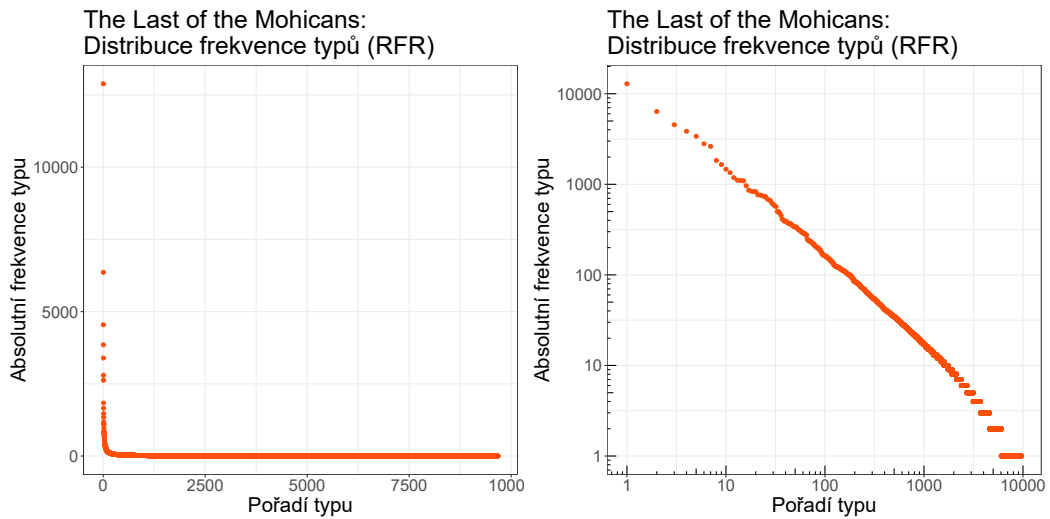 The Last of the Mohicans:
Distribuce frekvence typů (RFR)
Absolutní frekvence typu
10000
5000
0
0 2500 5000 7500 1000
Pořadí typu
The Last of the Mohicans:
Distribuce frekvence typů (RFR)
Absolutní frekvence typu
10000
1000
100
10
1
1 10 100 1000 10000
Pořadí typu